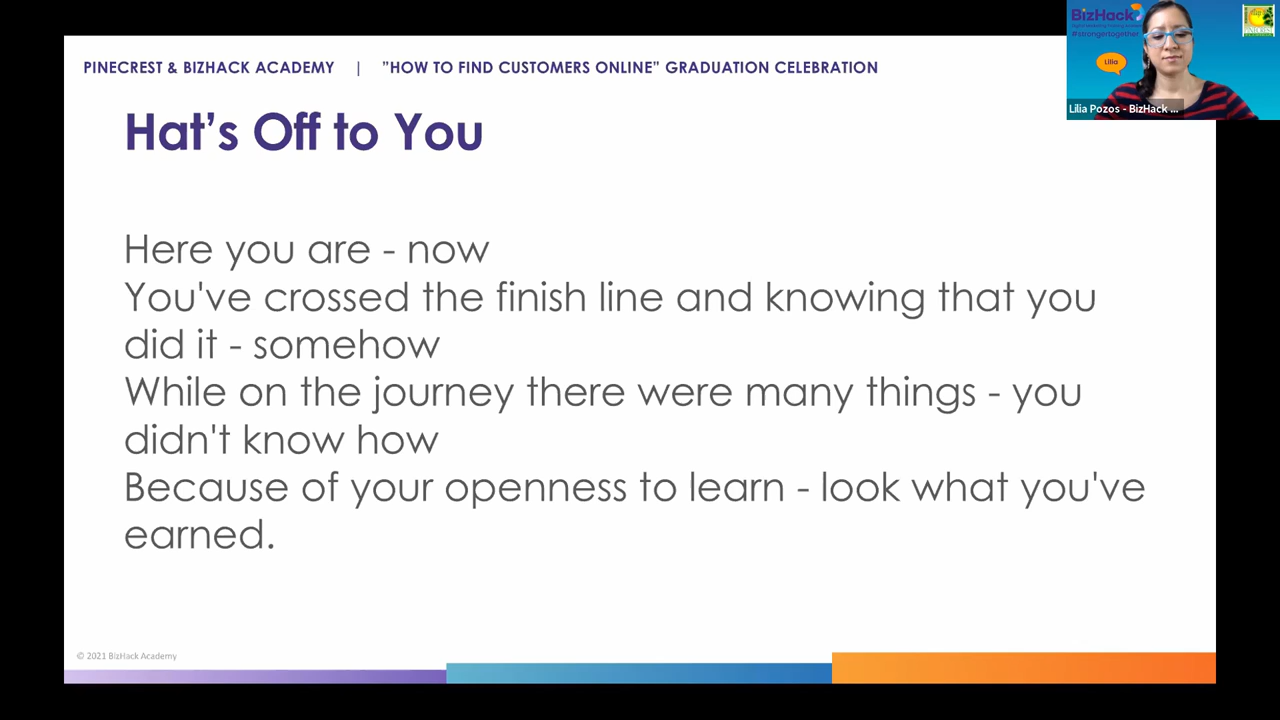 PINECREST & BIZHACK ACADEMY | "HOW TO FIND CUSTOMERS ONLINE" GRADUATION CELEBRATION
Hat's Off to You
Here you are - now
You've crossed the finish line and knowing that you
did it - somehow
While on the journey there were many things - you
didn't know how
Because of your openness to learn - look what you've
earned.
© 2021 BizHack Academy
BizHack
#strongertogether
Lilia
PINECREST
Lilia Pozos - BizHack ...